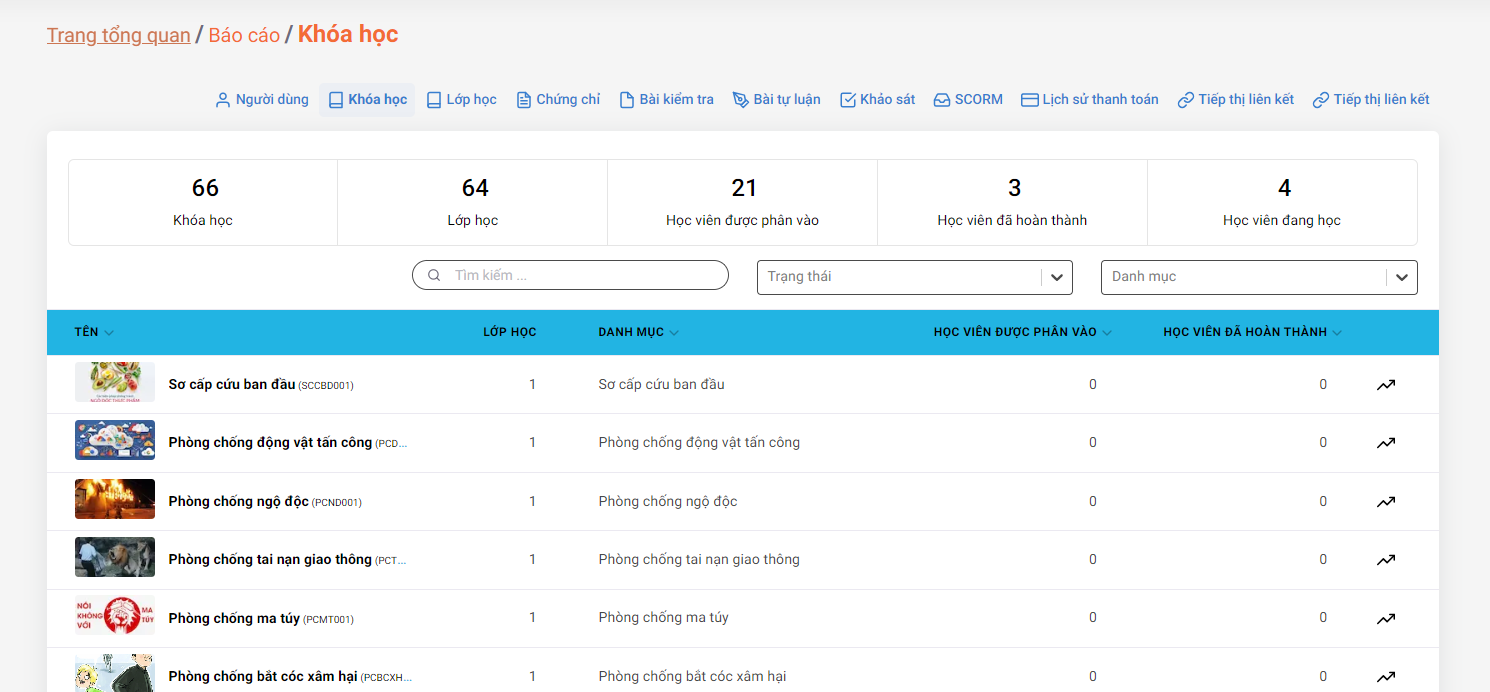 Trang tổng quan / Báo cáo / Khóa học
Người dùng Khóa học Lớp học Chứng chỉ Bài kiểm tra Bài tự luận Khảo sát SCORM Lịch sử thanh toán Tiếp thị liên kết Tiếp thị liên kết
66 64 21 3 4
Khóa học Lớp học Học viên được phân vào Học viên đã hoàn thành Học viên đang học
Tìm kiếm ... Trạng thái Danh mục
TÊN LỚP HỌC DANH MỤC HỌC VIÊN ĐƯỢC PHÂN VÀO HỌC VIÊN ĐÃ HOÀN THÀNH
Sơ cấp cứu ban đầu (SCCBD001) 1 Sơ cấp cứu ban đầu 0 0
Phòng chống động vật tấn công (PCD... 1 Phòng chống động vật tấn công 0 0
Phòng chống ngộ độc (PCND001) 1 Phòng chống ngộ độc 0 0
Phòng chống tai nạn giao thông (PCT... 1 Phòng chống tai nạn giao thông 0 0
NÓI KHÔNG VỚI MA TÚY
Phòng chống ma túy (PCMT001) 1 Phòng chống ma túy 0 0
Phòng chống bắt cóc xâm hại (PCBCXH... 1 Phòng chống bắt cóc xâm hại 0 0